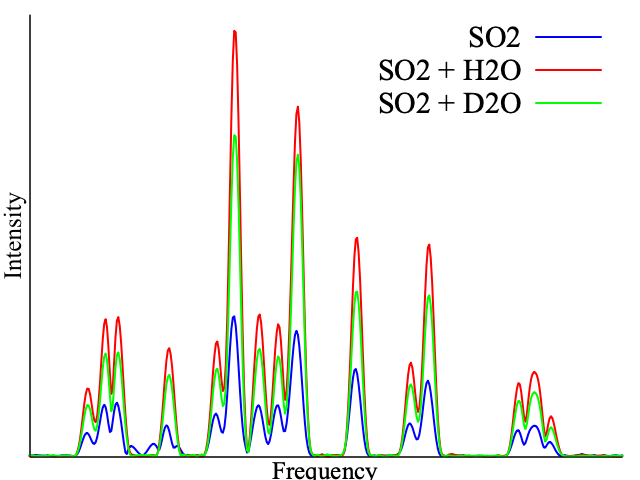 SO2
SO2 + H2O
SO2 + D2O
Intensity
Frequency